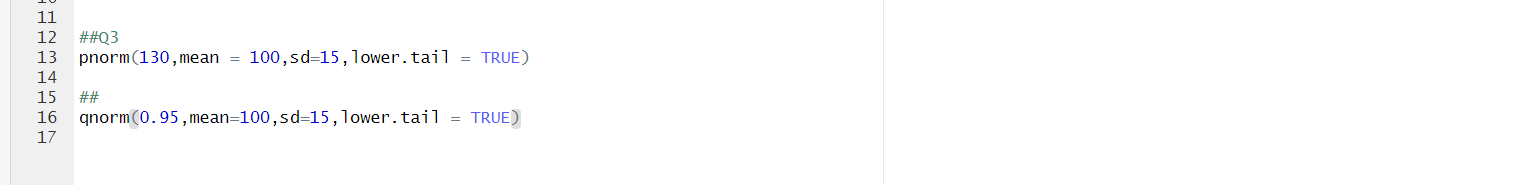 11
12 ##Q3
13 pnorm(130,mean = 100,sd=15,lower.tail = TRUE)
14
15 ##
16 qnorm(0.95,mean=100,sd=15,lower.tail = TRUE)
17